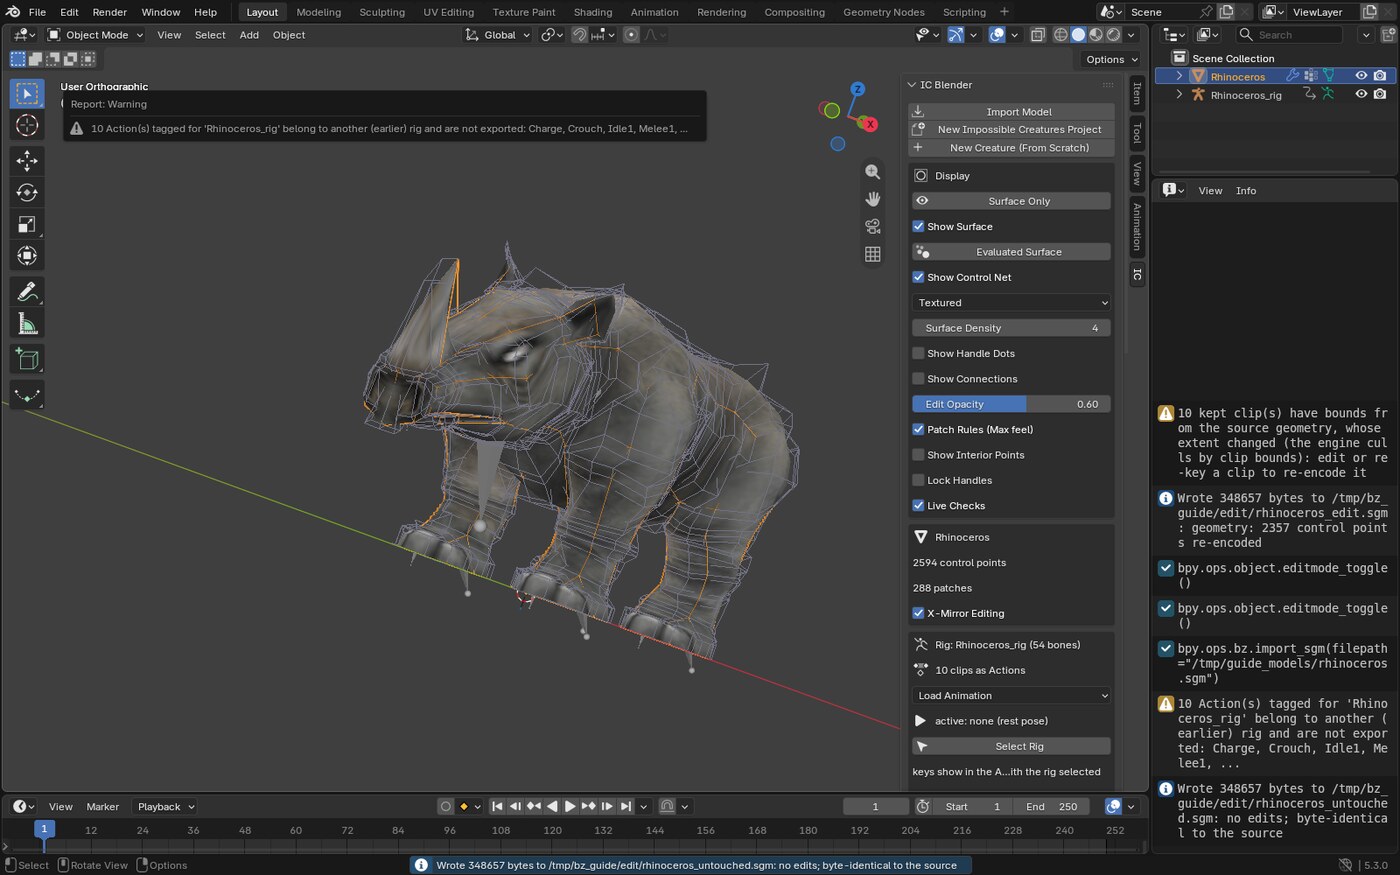 File Edit Render Window Help Layout Modeling Sculpting UV Editing Texture Paint Shading Animation Rendering Compositing Geometry Nodes Scripting + Scene ViewLayer
Object Mode View Select Add Object Global
Options
User Orthographic
Report: Warning
10 Action(s) tagged for 'Rhinoceros_rig' belong to another (earlier) rig and are not exported: Charge, Crouch, Idle1, Melee1, ...
Z
X
IC Blender
Import Model
New Impossible Creatures Project
New Creature (From Scratch)
Display
Surface Only
Show Surface
Evaluated Surface
Show Control Net
Textured
Surface Density 4
Show Handle Dots
Show Connections
Edit Opacity 0.60
Patch Rules (Max feel)
Show Interior Points
Lock Handles
Live Checks
Rhinoceros
2594 control points
288 patches
X-Mirror Editing
Rig: Rhinoceros_rig (54 bones)
10 clips as Actions
Load Animation
active: none (rest pose)
Select Rig
keys show in the A...ith the rig selected
Item
Tool
View
Animation
IC
Search
Scene Collection
Rhinoceros
Rhinoceros_rig
View Info
10 kept clip(s) have bounds fr
om the source geometry, whose
extent changed (the engine cu
lls by clip bounds): edit or re
-key a clip to re-encode it
Wrote 348657 bytes to /tmp/bz_
guide/edit/rhinoceros_edit.sgm
: geometry: 2357 control point
s re-encoded
bpy.ops.object.editmode_toggle
()
bpy.ops.object.editmode_toggle
()
bpy.ops.bz.import_sgm(filepath
="/tmp/guide_models/rhinoceros
.sgm")
10 Action(s) tagged for 'Rhino
ceros_rig' belong to another (
earlier) rig and are not expor
ted: Charge, Crouch, Idle1, Me
lee1, ...
Wrote 348657 bytes to /tmp/bz_
guide/edit/rhinoceros_untouche
d.sgm: no edits; byte-identica
l to the source
View Marker Playback 1 Start 1 End 250
1 12 24 36 48 60 72 84 96 108 120 132 144 156 168 180 192 204 216 228 240 252
Select Rotate View Options Wrote 348657 bytes to /tmp/bz_guide/edit/rhinoceros_untouched.sgm: no edits; byte-identical to the source 5.3.0